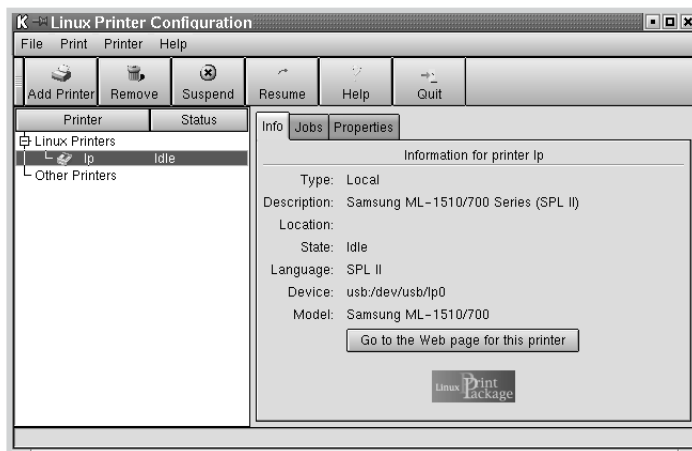 Linux Printer Configuration
File Print Printer Help
Add Printer Remove Suspend Resume Help Quit
Printer Status
Linux Printers
lp Idle
Other Printers
Info Jobs Properties
Information for printer lp
Type: Local
Description: Samsung ML-1510/700 Series (SPL II)
Location:
State: Idle
Language: SPL II
Device: usb:/dev/usb/lp0
Model: Samsung ML-1510/700
Go to the Web page for this printer
Linux Print Package